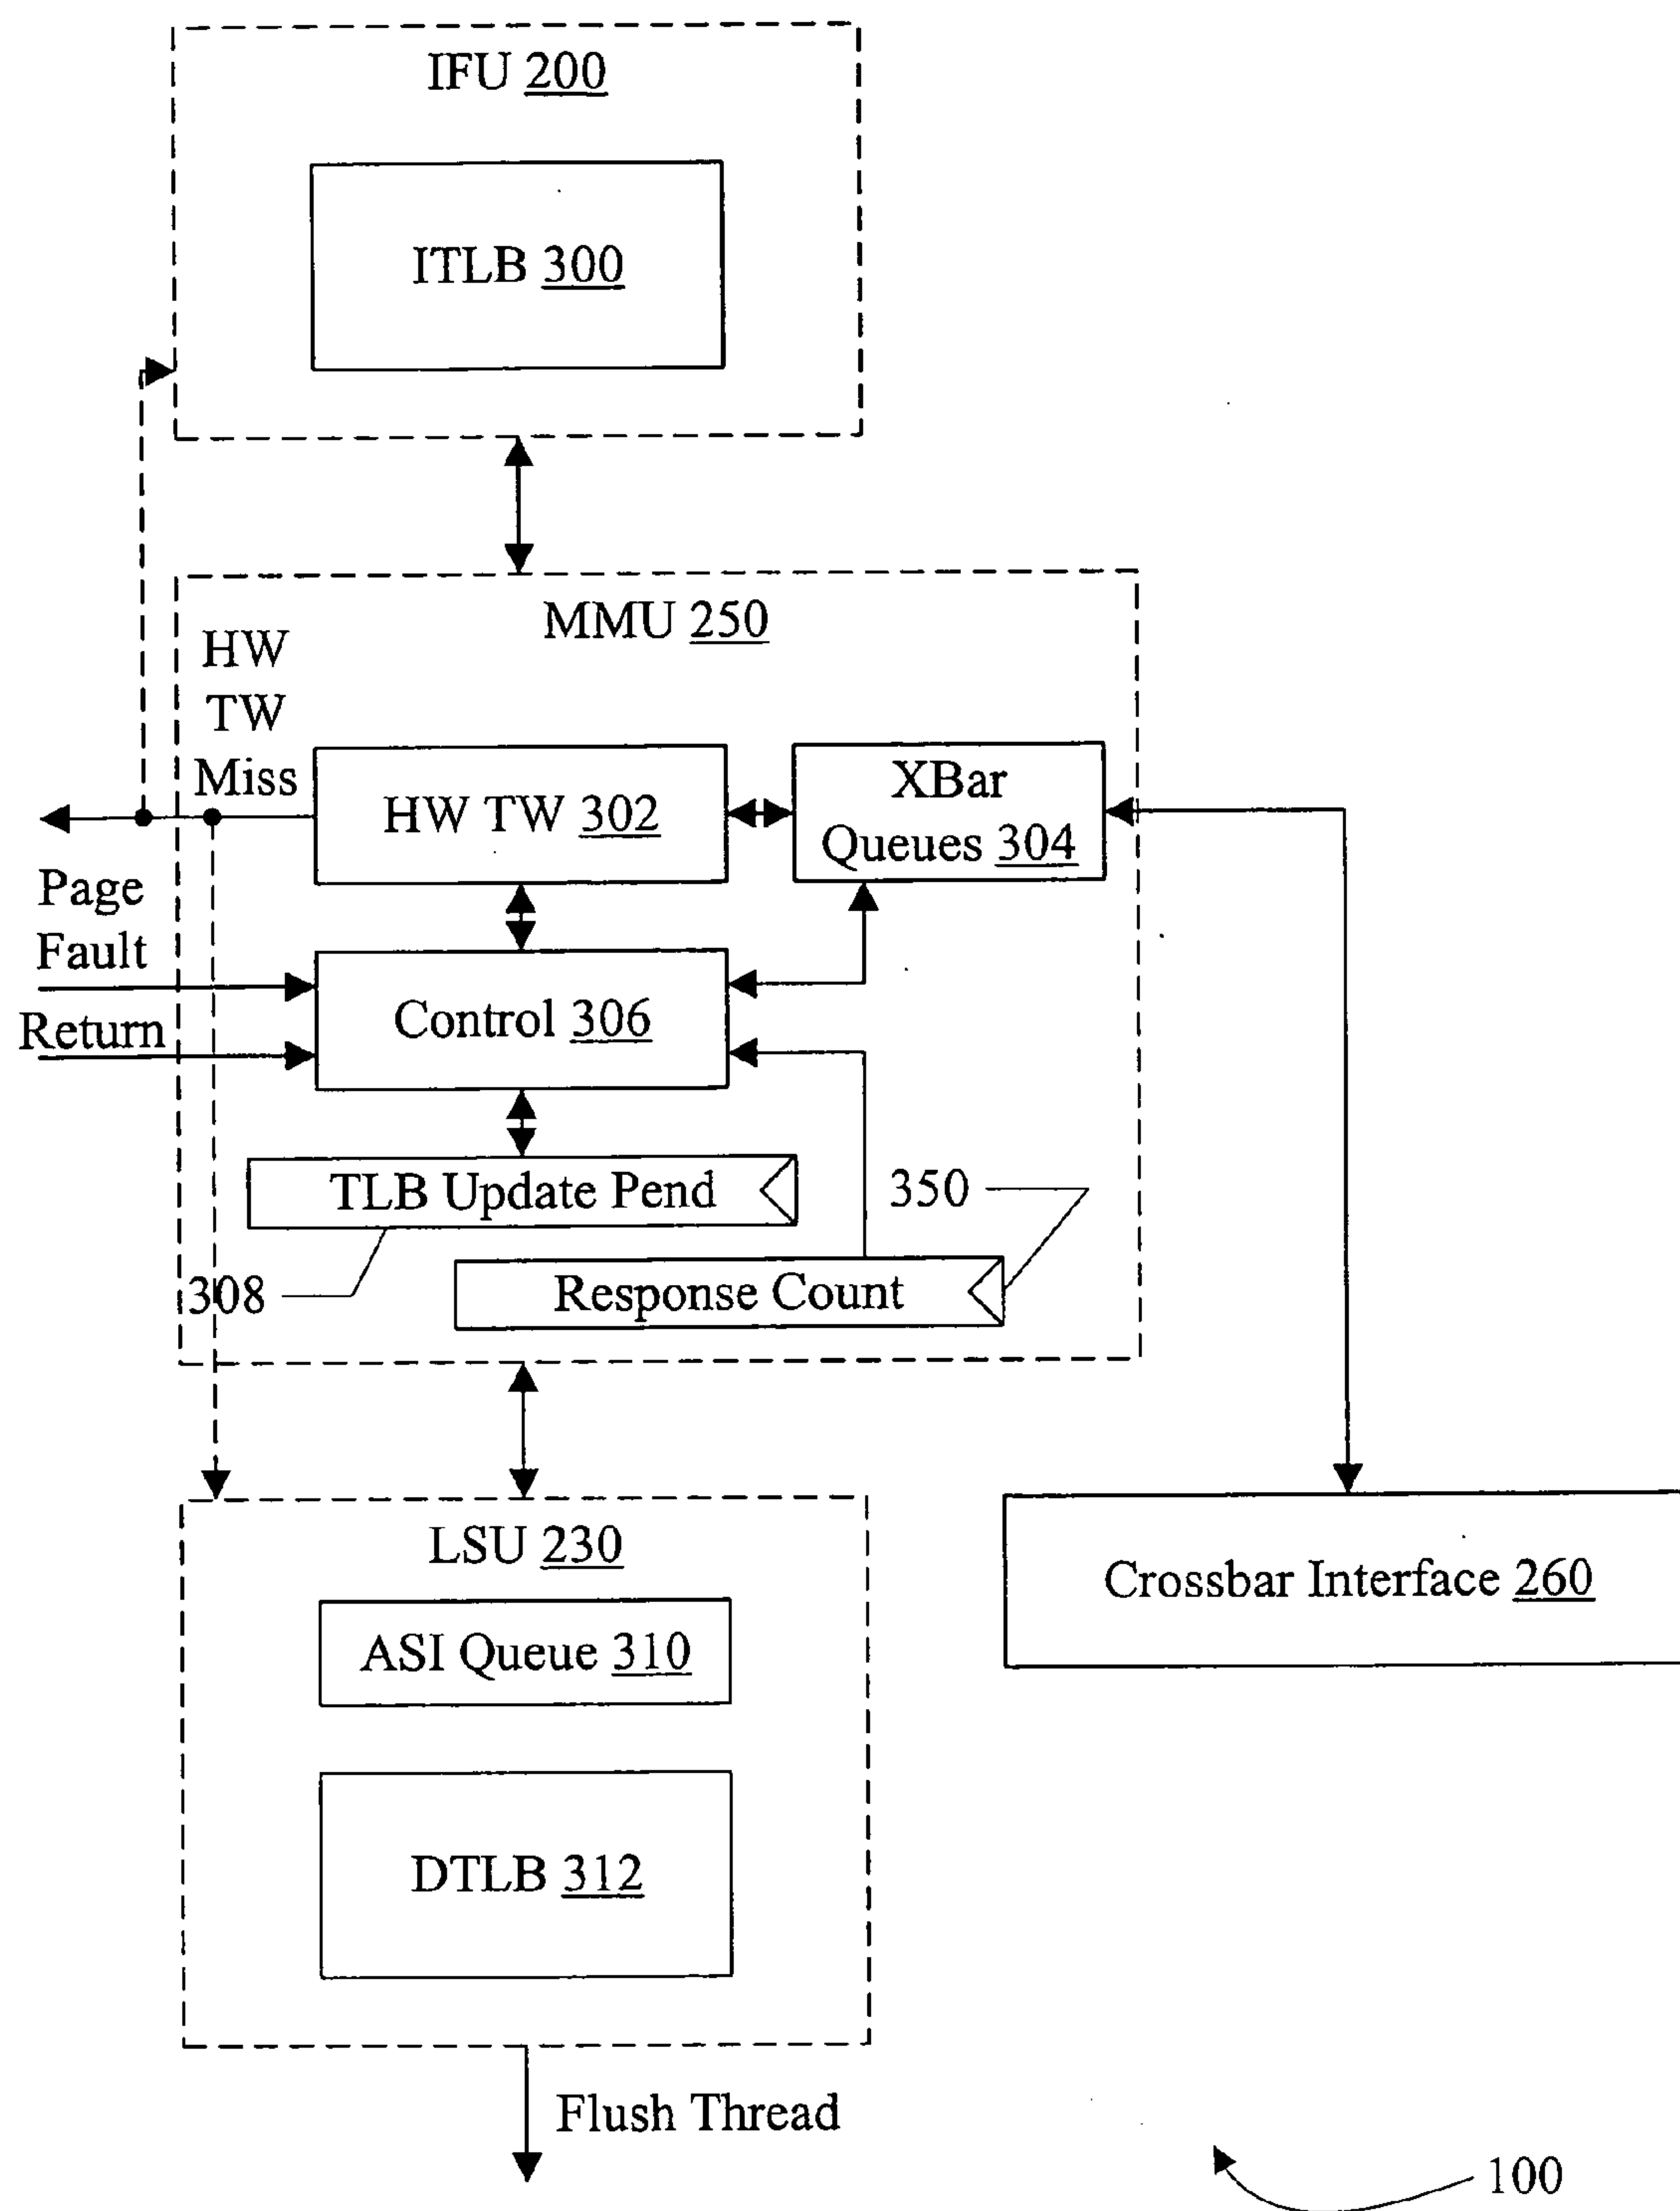 IFU 200
ITLB 300
MMU 250
HW
TW
Miss
HW TW 302
XBar
Queues 304
Page
Fault
Return
Control 306
TLB Update Pend
350
308
Response Count
LSU 230
ASI Queue 310
Crossbar Interface 260
DTLB 312
Flush Thread
100